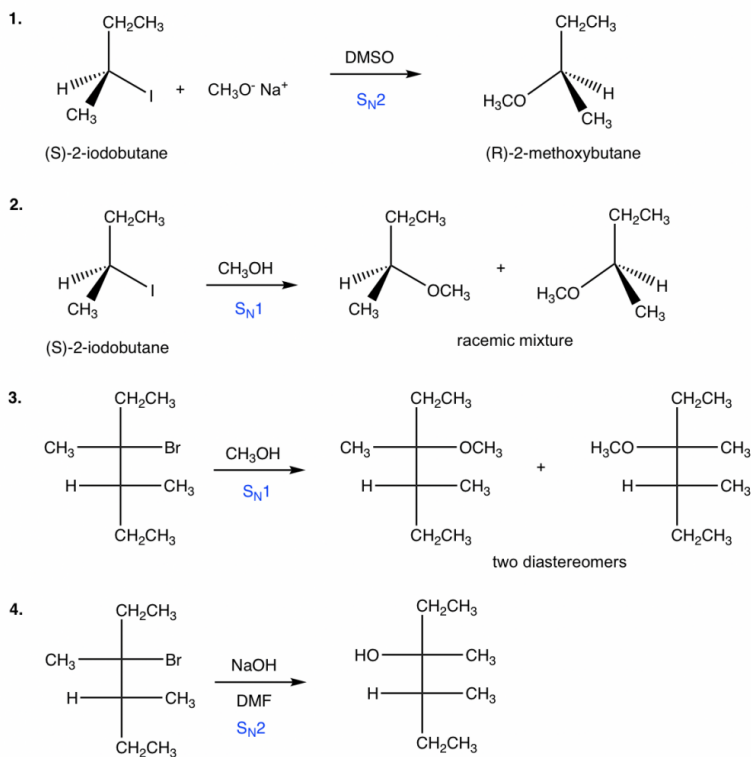 1.
CH₂CH₃
H
I
CH₃
+
CH₃O⁻ Na⁺
DMSO
Sₙ2
CH₂CH₃
H₃CO
H
CH₃
(S)-2-iodobutane
(R)-2-methoxybutane
2.
CH₂CH₃
H
I
CH₃
CH₃OH
Sₙ1
CH₂CH₃
H
OCH₃
CH₃
+
CH₂CH₃
H₃CO
H
CH₃
(S)-2-iodobutane
racemic mixture
3.
CH₂CH₃
CH₃ Br
H CH₃
CH₂CH₃
CH₃OH
Sₙ1
CH₂CH₃
CH₃ OCH₃
H CH₃
CH₂CH₃
+
CH₂CH₃
H₃CO CH₃
H CH₃
CH₂CH₃
two diastereomers
4.
CH₂CH₃
CH₃ Br
H CH₃
CH₂CH₃
NaOH
DMF
Sₙ2
CH₂CH₃
HO CH₃
H CH₃
CH₂CH₃